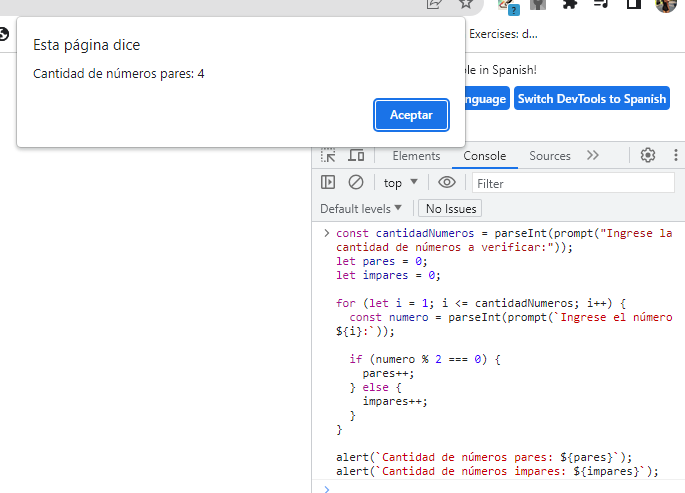 Esta página dice
Cantidad de números pares: 4
Aceptar
?
Exercises: d...
le in Spanish!
nguage
Switch DevTools to Spanish
Elements
Console
Sources
top
Filter
Default levels
No Issues
const cantidadNumeros = parseInt(prompt("Ingrese la
cantidad de números a verificar:"));
let pares = 0;
let impares = 0;
for (let i = 1; i <= cantidadNumeros; i++) {
const numero = parseInt(prompt(`Ingrese el número
${i}:`));
if (numero % 2 === 0) {
pares++;
} else {
impares++;
}
}
alert(`Cantidad de números pares: ${pares}`);
alert(`Cantidad de números impares: ${impares}`);